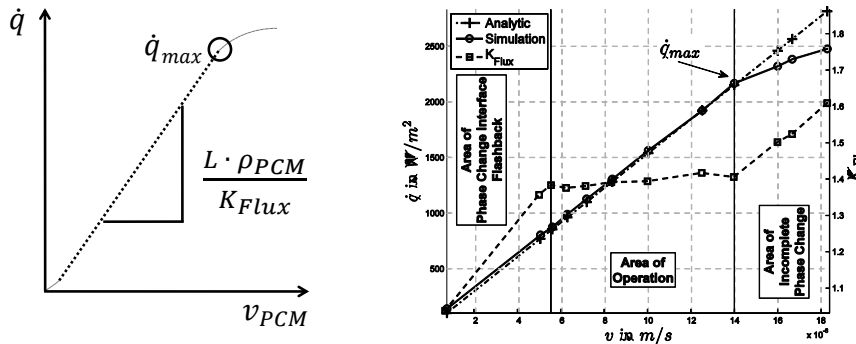 q̇
q̇max
L · ρPCM
KFlux
vPCM
Analytic
Simulation
KFlux
q̇max
Area of
Phase Change Interface
Flashback
Area of
Operation
Area of
Incomplete
Phase Change
2500
2000
1500
1000
500
q̇ in W/m²
2
4
6
8
10
12
14
16
18
v in m/s
1.8
1.7
1.6
1.5
1.4
1.3
1.2
1.1